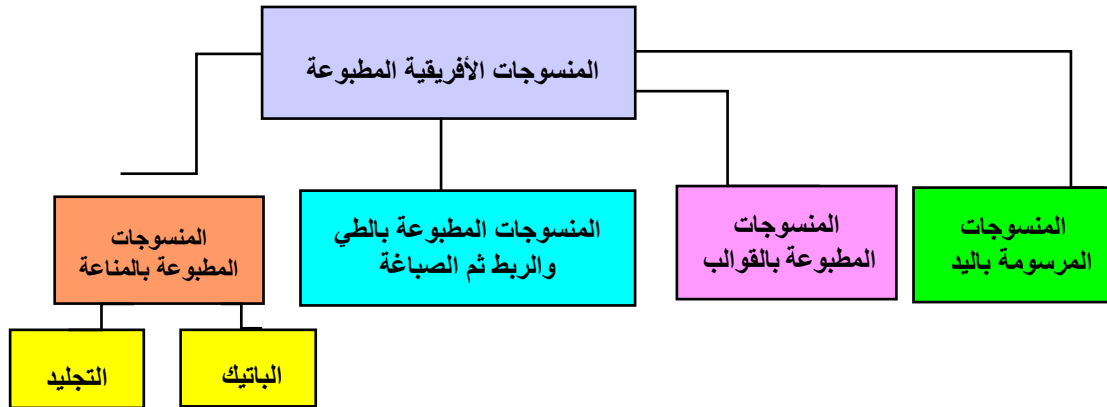 المنسوجات الأفريقية المطبوعة
المنسوجات
المرسومة باليد
المنسوجات
المطبوعة بالقوالب
المنسوجات المطبوعة بالطي
والربط ثم الصباغة
المنسوجات
المطبوعة بالمناعة
الباتيك
التجليد